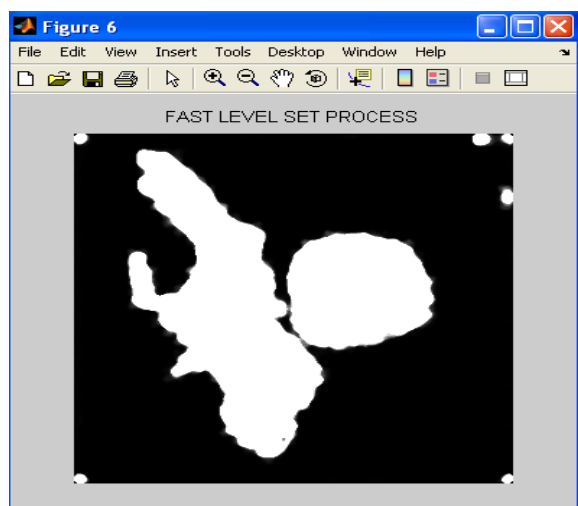 Figure 6
File Edit View Insert Tools Desktop Window Help
FAST LEVEL SET PROCESS